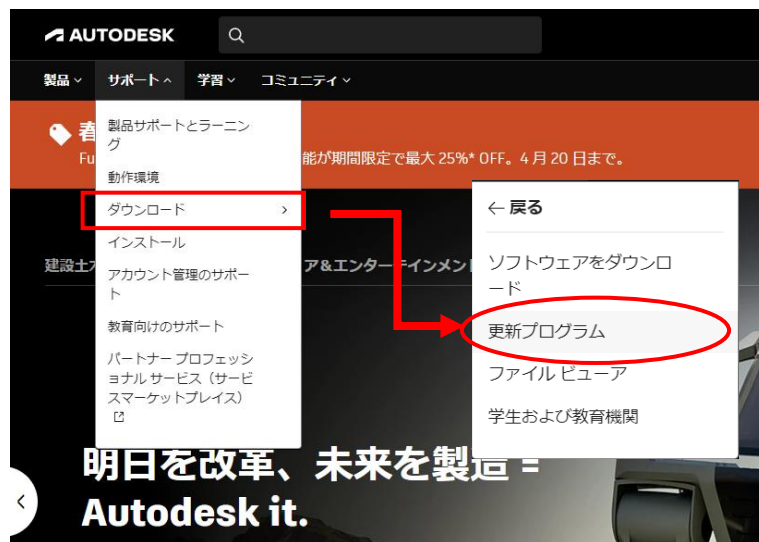 AUTODESK
製品 サポート 学習 コミュニティ
製品サポートとラーニン
グ
動作環境
ダウンロード
インストール
アカウント管理のサポー
ト
教育向けのサポート
パートナー プロフェッシ
ョナル サービス（サービ
スマーケットプレイス）
春
Fu
能が期間限定で最大 25%* OFF。4 月 20 日まで。
建設土
ア&エンターテインメント
← 戻る
ソフトウェアをダウンロ
ード
更新プログラム
ファイル ビューア
学生および教育機関
明日を改革、未来を製造 =
Autodesk it.